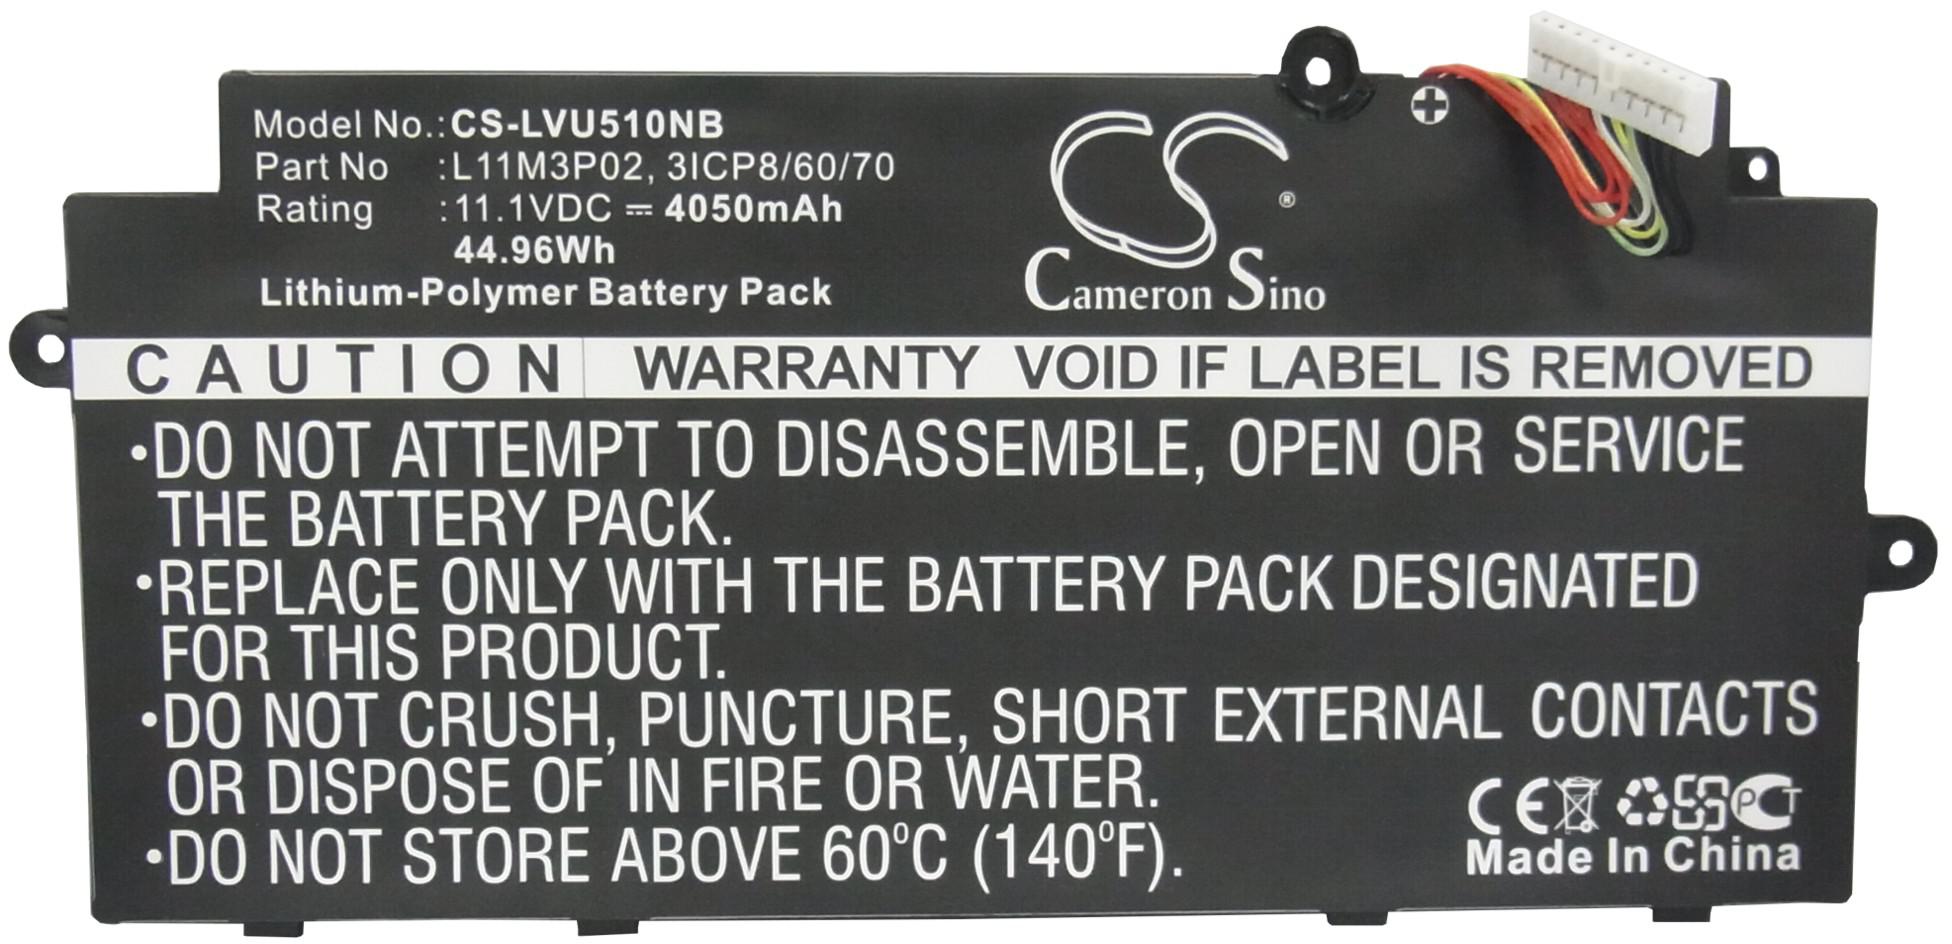 Model No.:CS-LVU510NB
Part No :L11M3P02, 3ICP8/60/70
Rating :11.1VDC ⎓ 4050mAh
44.96Wh
Lithium-Polymer Battery Pack
CS®
Cameron Sino
CAUTION WARRANTY VOID IF LABEL IS REMOVED
•DO NOT ATTEMPT TO DISASSEMBLE, OPEN OR SERVICE
THE BATTERY PACK.
•REPLACE ONLY WITH THE BATTERY PACK DESIGNATED
FOR THIS PRODUCT.
•DO NOT CRUSH, PUNCTURE, SHORT EXTERNAL CONTACTS
OR DISPOSE OF IN FIRE OR WATER.
•DO NOT STORE ABOVE 60°C (140°F).
CE PCT
Made In China